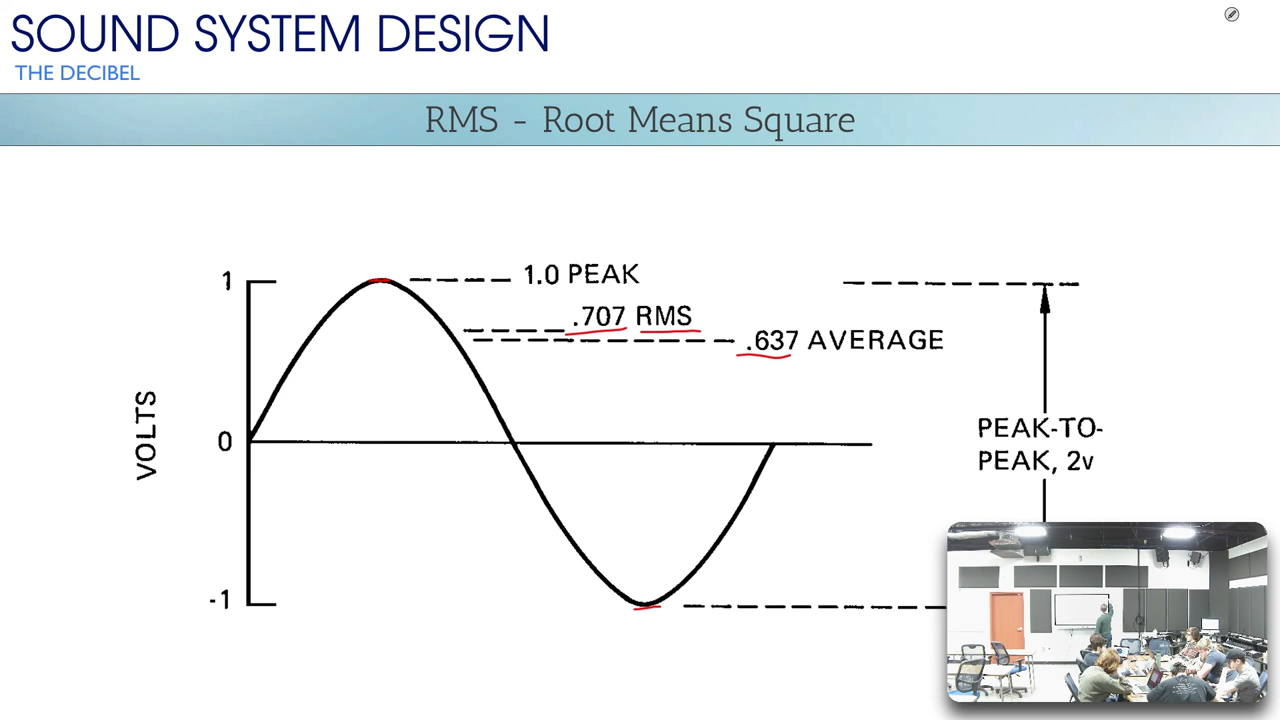 SOUND SYSTEM DESIGN
THE DECIBEL
RMS - Root Means Square
1
1.0 PEAK
.707 RMS
.637 AVERAGE
VOLTS
0
PEAK-TO-
PEAK, 2v
-1